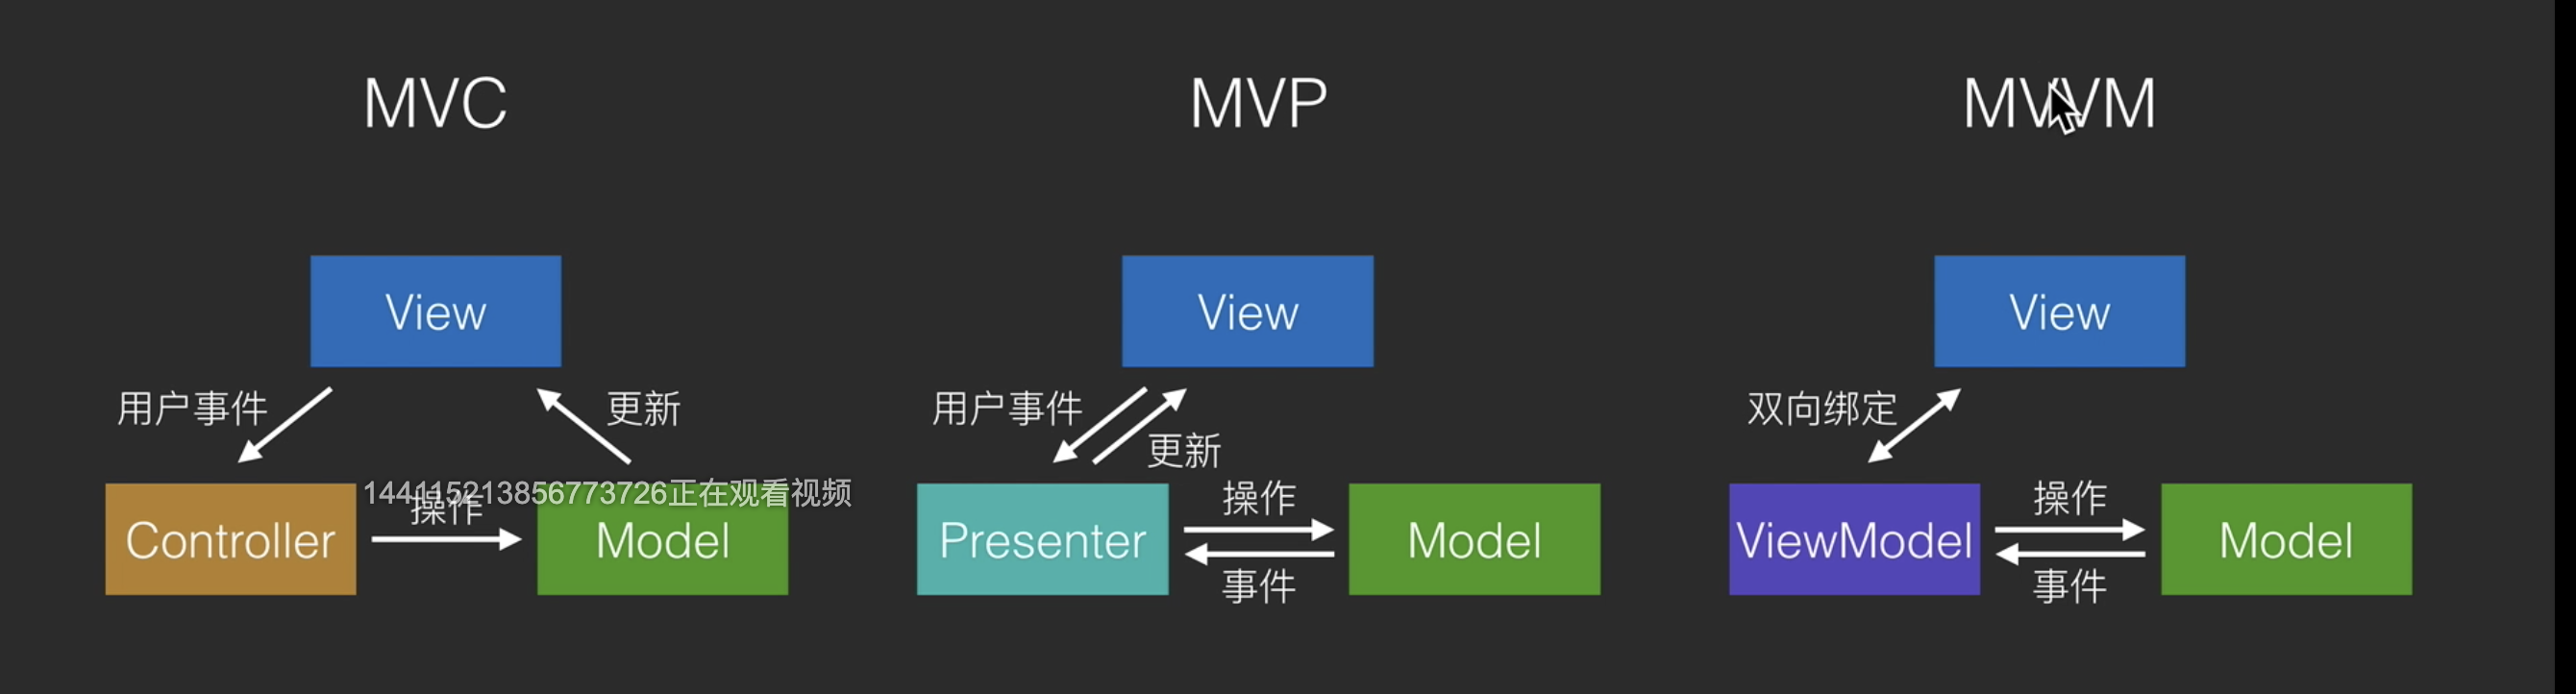 MVC
View
用户事件
更新
144115213856773726正在观看视频
操作
Controller
Model
MVP
View
用户事件
更新
操作
Presenter
Model
事件
MVVM
View
双向绑定
操作
ViewModel
Model
事件